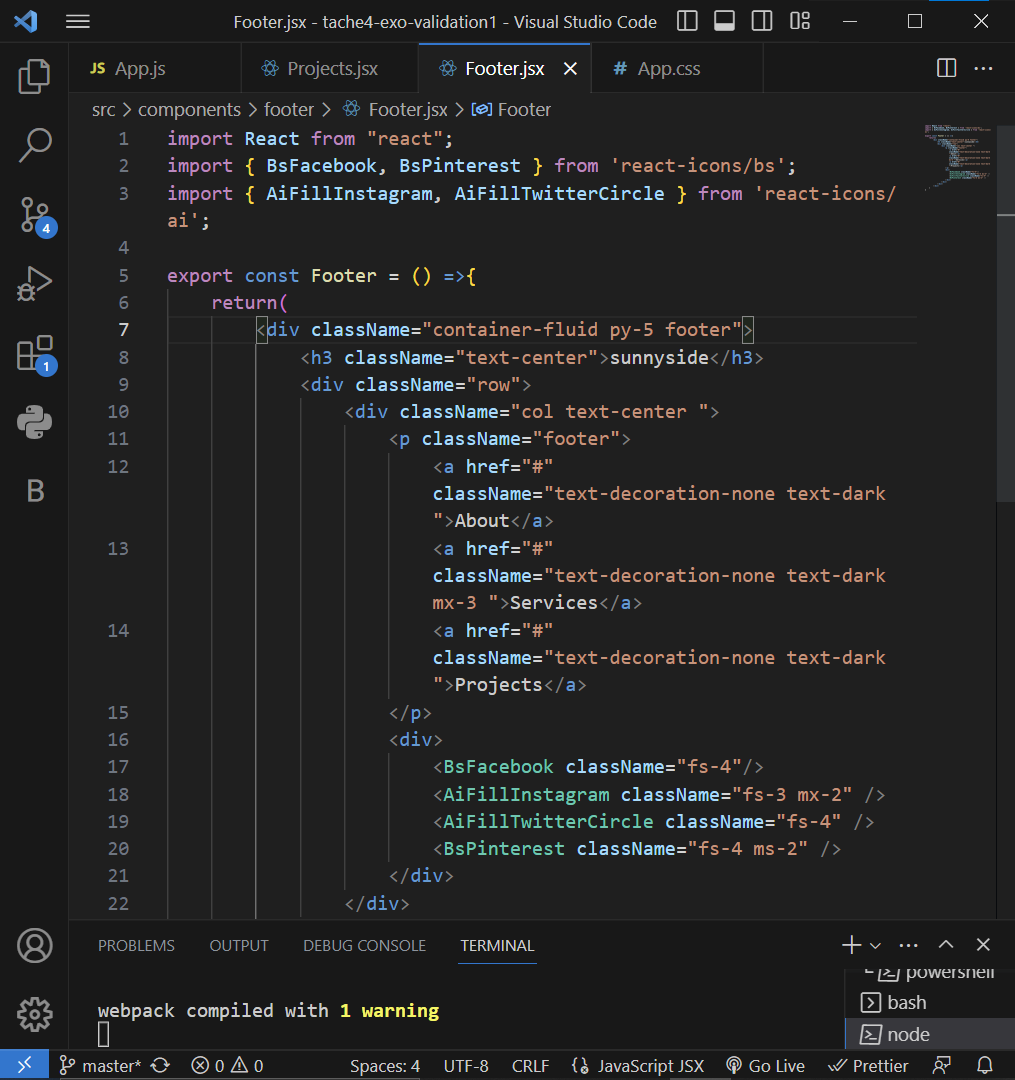 Footer.jsx - tache4-exo-validation1 - Visual Studio Code
JS App.js Projects.jsx Footer.jsx # App.css
src > components > footer > Footer.jsx > Footer
1 import React from "react";
2 import { BsFacebook, BsPinterest } from 'react-icons/bs';
3 import { AiFillInstagram, AiFillTwitterCircle } from 'react-icons/
ai';
4
5 export const Footer = () =>{
6 return(
7 <div className="container-fluid py-5 footer">
8 <h3 className="text-center">sunnyside</h3>
9 <div className="row">
10 <div className="col text-center ">
11 <p className="footer">
12 <a href="#"
className="text-decoration-none text-dark
">About</a>
13 <a href="#"
className="text-decoration-none text-dark
mx-3 ">Services</a>
14 <a href="#"
className="text-decoration-none text-dark
">Projects</a>
15 </p>
16 <div>
17 <BsFacebook className="fs-4"/>
18 <AiFillInstagram className="fs-3 mx-2" />
19 <AiFillTwitterCircle className="fs-4" />
20 <BsPinterest className="fs-4 ms-2" />
21 </div>
22 </div>
4
1
B
PROBLEMS OUTPUT DEBUG CONSOLE TERMINAL
powershell
webpack compiled with 1 warning
bash
node
master* 0 0 Spaces: 4 UTF-8 CRLF JavaScript JSX Go Live Prettier